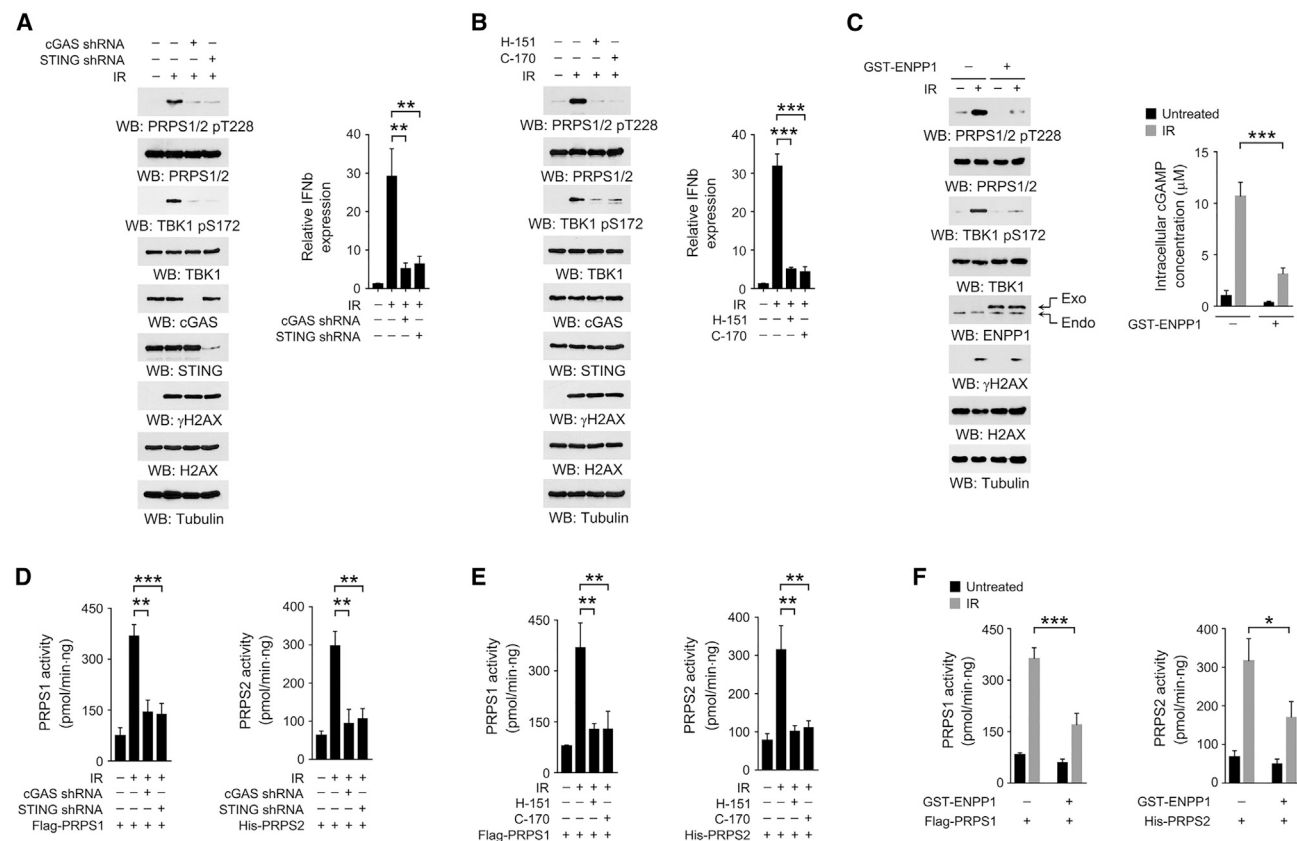 A
cGAS shRNA – – + –
STING shRNA – – – +
IR – + + +
WB: PRPS1/2 pT228
WB: PRPS1/2
WB: TBK1 pS172
WB: TBK1
WB: cGAS
WB: STING
WB: γH2AX
WB: H2AX
WB: Tubulin
**
**
40
30
20
10
0
Relative IFNb
expression
IR – + + +
cGAS shRNA – – + –
STING shRNA – – – +
B
H-151 – – + –
C-170 – – – +
IR – + + +
WB: PRPS1/2 pT228
WB: PRPS1/2
WB: TBK1 pS172
WB: TBK1
WB: cGAS
WB: STING
WB: γH2AX
WB: H2AX
WB: Tubulin
***
***
40
30
20
10
0
Relative IFNb
expression
IR – + + +
H-151 – – + –
C-170 – – – +
C
GST-ENPP1 – +
IR – + – +
WB: PRPS1/2 pT228
WB: PRPS1/2
WB: TBK1 pS172
WB: TBK1
Exo
Endo
WB: ENPP1
WB: γH2AX
WB: H2AX
WB: Tubulin
Untreated
IR
***
15
10
5
0
Intracellular cGAMP
concentration (μM)
GST-ENPP1 – +
D
***
**
450
300
150
0
PRPS1 activity
(pmol/min·ng)
IR – + + +
cGAS shRNA – – + –
STING shRNA – – – +
Flag-PRPS1 + + + +
**
**
400
300
200
100
0
PRPS2 activity
(pmol/min·ng)
IR – + + +
cGAS shRNA – – + –
STING shRNA – – – +
His-PRPS2 + + + +
E
**
**
450
300
150
0
PRPS1 activity
(pmol/min·ng)
IR – + + +
H-151 – – + –
C-170 – – – +
Flag-PRPS1 + + + +
**
**
400
300
200
100
0
PRPS2 activity
(pmol/min·ng)
IR – + + +
H-151 – – + –
C-170 – – – +
His-PRPS2 + + + +
F
Untreated
IR
***
450
300
150
0
PRPS1 activity
(pmol/min·ng)
GST-ENPP1 – +
Flag-PRPS1 + +
*
400
300
200
100
0
PRPS2 activity
(pmol/min·ng)
GST-ENPP1 – +
His-PRPS2 + +